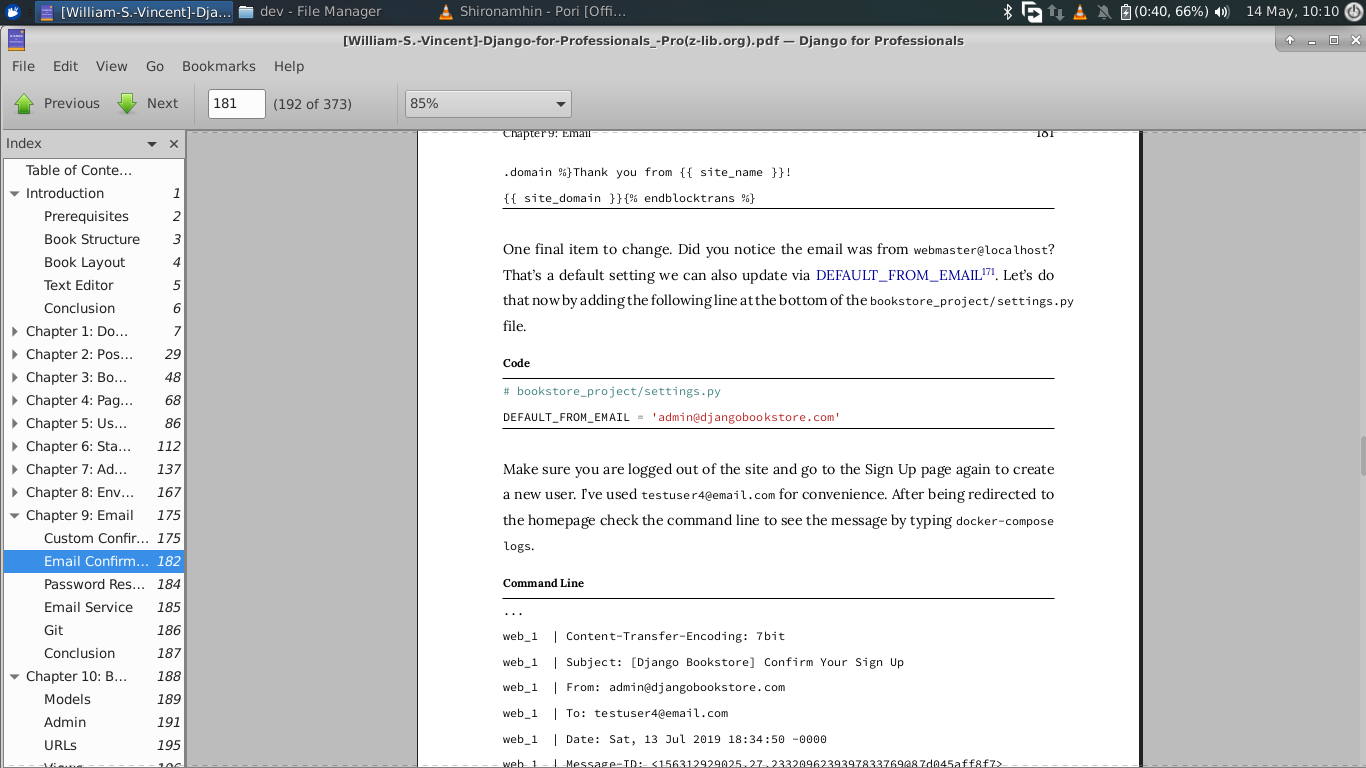 [William-S.-Vincent]-Dja...
dev - File Manager
Shironamhin - Pori [Offi...
(0:40, 66%)
14 May, 10:10
[William-S.-Vincent]-Django-for-Professionals_-Pro(z-lib.org).pdf — Django for Professionals
File Edit View Go Bookmarks Help
Previous Next 181 (192 of 373) 85%
Index
Table of Conte...
Introduction 1
Prerequisites 2
Book Structure 3
Book Layout 4
Text Editor 5
Conclusion 6
Chapter 1: Do... 7
Chapter 2: Pos... 29
Chapter 3: Bo... 48
Chapter 4: Pag... 68
Chapter 5: Us... 86
Chapter 6: Sta... 112
Chapter 7: Ad... 137
Chapter 8: Env... 167
Chapter 9: Email 175
Custom Confir... 175
Email Confirm... 182
Password Res... 184
Email Service 185
Git 186
Conclusion 187
Chapter 10: B... 188
Models 189
Admin 191
URLs 195
Chapter 9: Email 181
.domain %}Thank you from {{ site_name }}!
{{ site_domain }}{% endblocktrans %}
One final item to change. Did you notice the email was from webmaster@localhost?
That's a default setting we can also update via DEFAULT_FROM_EMAIL171. Let's do
that now by adding the following line at the bottom of the bookstore_project/settings.py
file.
Code
# bookstore_project/settings.py
DEFAULT_FROM_EMAIL = 'admin@djangobookstore.com'
Make sure you are logged out of the site and go to the Sign Up page again to create
a new user. I've used testuser4@email.com for convenience. After being redirected to
the homepage check the command line to see the message by typing docker-compose
logs.
Command Line
...
web_1 | Content-Transfer-Encoding: 7bit
web_1 | Subject: [Django Bookstore] Confirm Your Sign Up
web_1 | From: admin@djangobookstore.com
web_1 | To: testuser4@email.com
web_1 | Date: Sat, 13 Jul 2019 18:34:50 -0000
web_1 | Message-ID: <156312929025.27.2332096239397833769@87d045aff8f7>